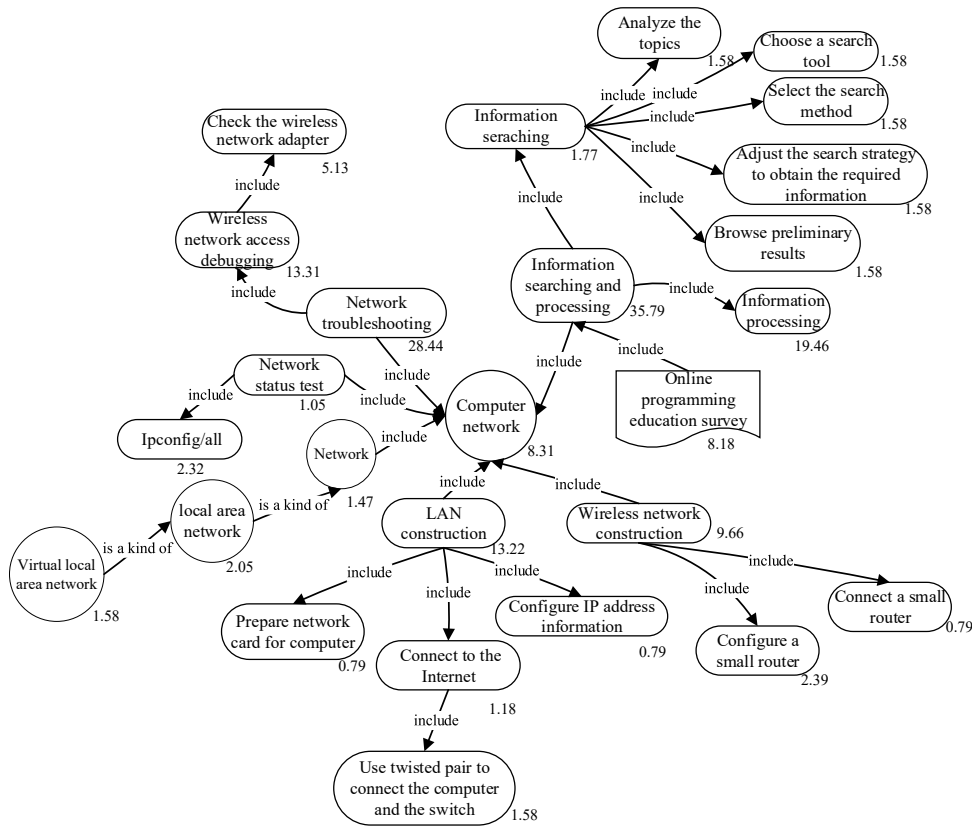 Analyze the
topics
1.58
Choose a search
tool
1.58
include
include
Select the search
method
1.58
include
Information
seraching
1.77
include
Adjust the search strategy
to obtain the required
information
1.58
include
Browse preliminary
results
1.58
Check the wireless
network adapter
5.13
include
include
Wireless
network access
debugging
13.31
include
Network
troubleshooting
28.44
Information
searching and
processing
35.79
include
Information
processing
19.46
include
include
Online
programming
education survey
8.18
include
Network
status test
1.05
include
include
Ipconfig/all
2.32
Computer
network
8.31
include
Network
1.47
is a kind of
local area
network
2.05
is a kind of
Virtual local
area network
1.58
include
LAN
construction
13.22
include
Wireless network
construction
9.66
include
Prepare network
card for computer
0.79
include
Connect to the
Internet
1.18
include
Configure IP address
information
0.79
include
Configure a
small router
2.39
include
Connect a small
router
0.79
include
Use twisted pair to
connect the computer
and the switch
1.58